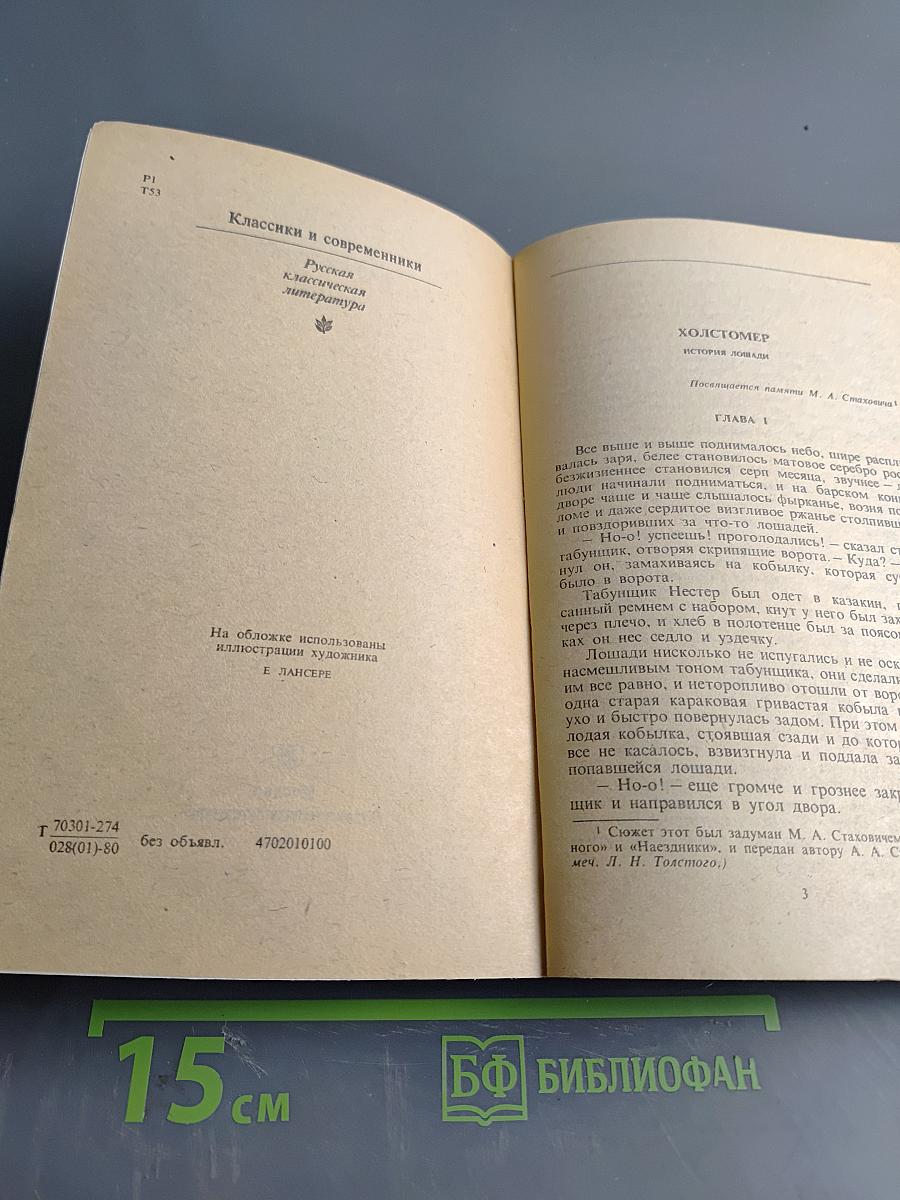 Р1
Т53
Классики и современники
Русская
классическая
литература
На обложке использованы
иллюстрации художника
Е ЛАНСЕРЕ
Т 70301-274
028(01)-80 без объявл. 4702010100
ХОЛСТОМЕР
ИСТОРИЯ ЛОШАДИ
Посвящается памяти М. А. Стаховича¹
ГЛАВА I
Все выше и выше поднималось небо, шире распл
валась заря, белее становилось матовое серебро рос
безжизненнее становился серп месяца, звучнее –
люди начинали подниматься, и на барском кон
дворе чаще и чаще слышалось фырканье, возня по
ломе и даже сердитое визгливое ржанье столпивш
и повздоривших за что-то лошадей.
– Но-о! успеешь! проголодались! – сказал ст
табунщик, отворяя скрипящие ворота. – Куда? –
нул он, замахиваясь на кобылку, которая су
было в ворота.
Табунщик Нестер был одет в казакин, п
санный ремнем с набором, кнут у него был зах
через плечо, и хлеб в полотенце был за поясо
ках он нес седло и уздечку.
Лошади нисколько не испугались и не оск
насмешливым тоном табунщика, они сделали
им все равно, и неторопливо отошли от воро
одна старая караковая гривастая кобыла
ухо и быстро повернулась задом. При этом
лодая кобылка, стоявшая сзади и до кото
все не касалось, взвизгнула и поддала за
попавшейся лошади.
– Но-о! – еще громче и грознее закр
щик и направился в угол двора.
¹ Сюжет этот был задуман М. А. Стаховичем
ного» и «Наездники», и передан автору А. А. С
меч. Л. Н. Толстого.)
3
15 см
БФ БИБЛИОФАН